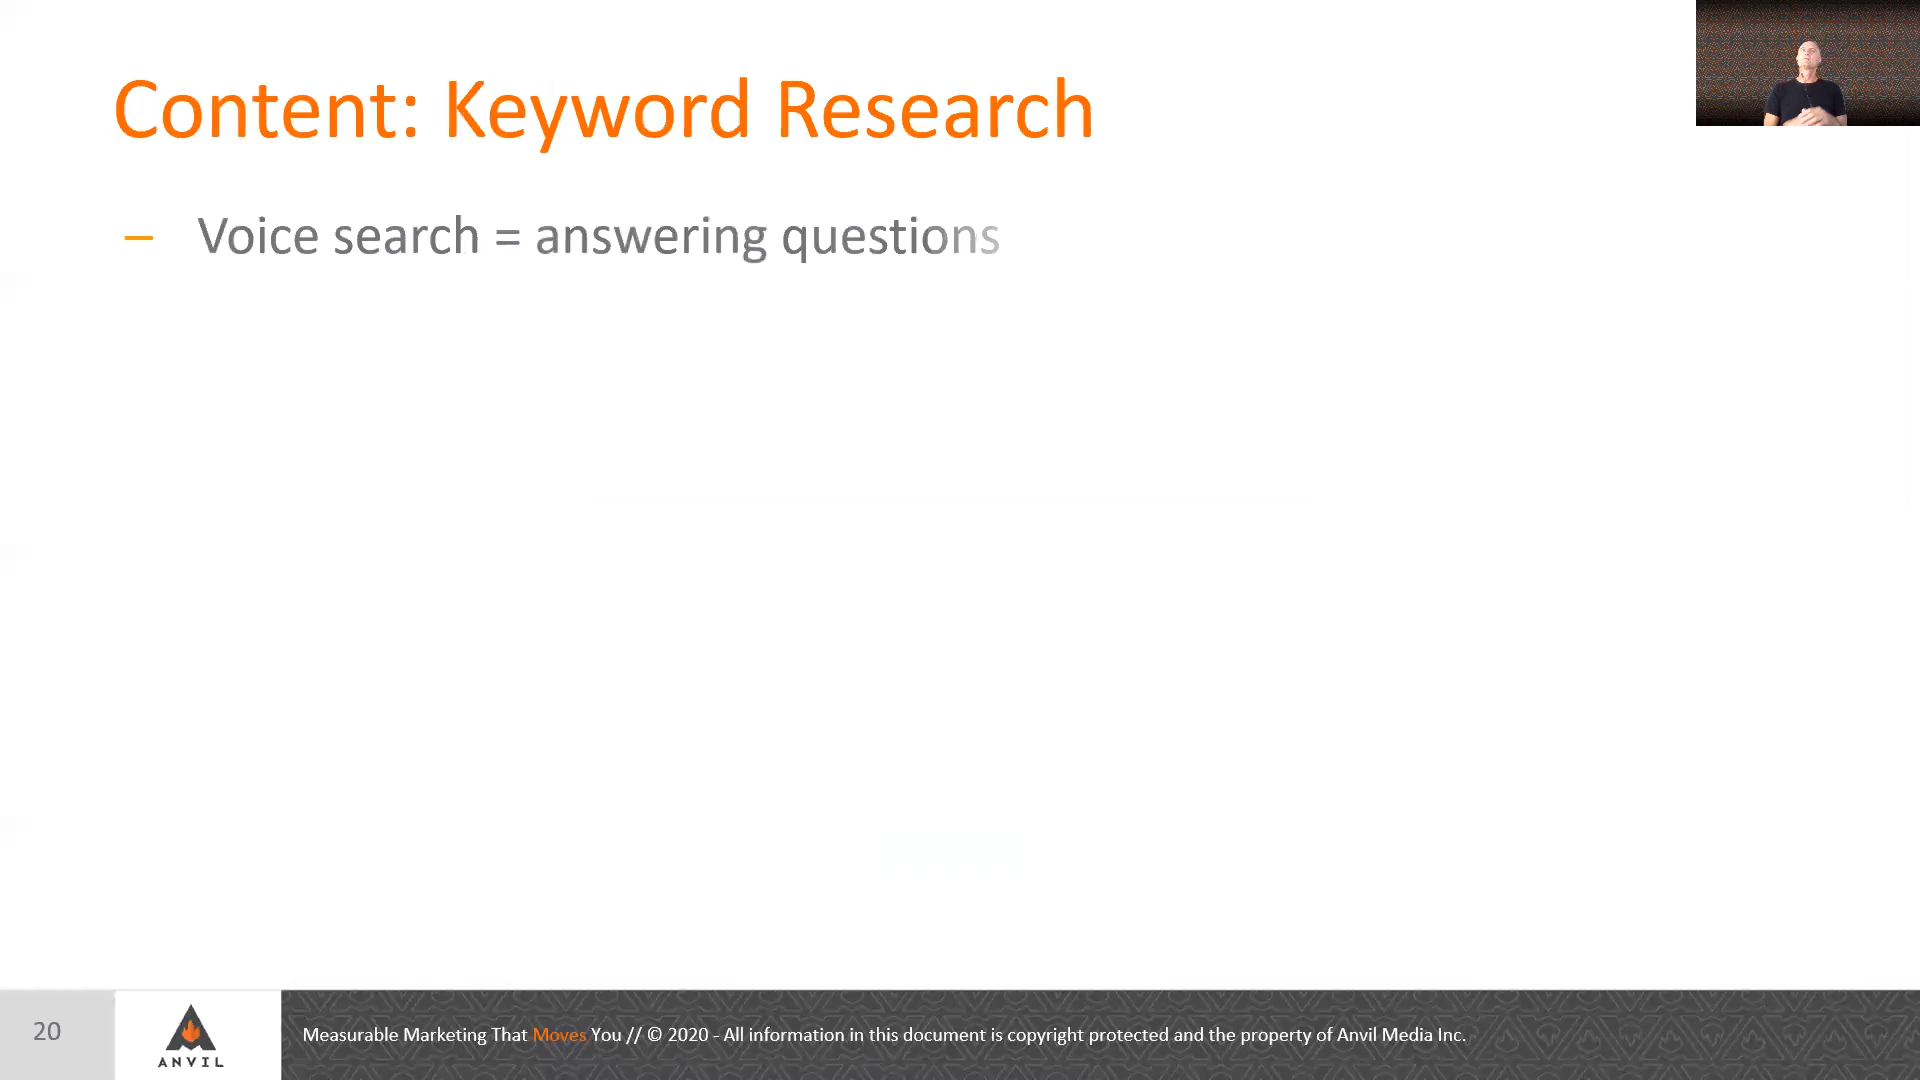 Content: Keyword Research
– Voice search = answering questions
20
ANVIL
Measurable Marketing That Moves You // © 2020 - All information in this document is copyright protected and the property of Anvil Media Inc.